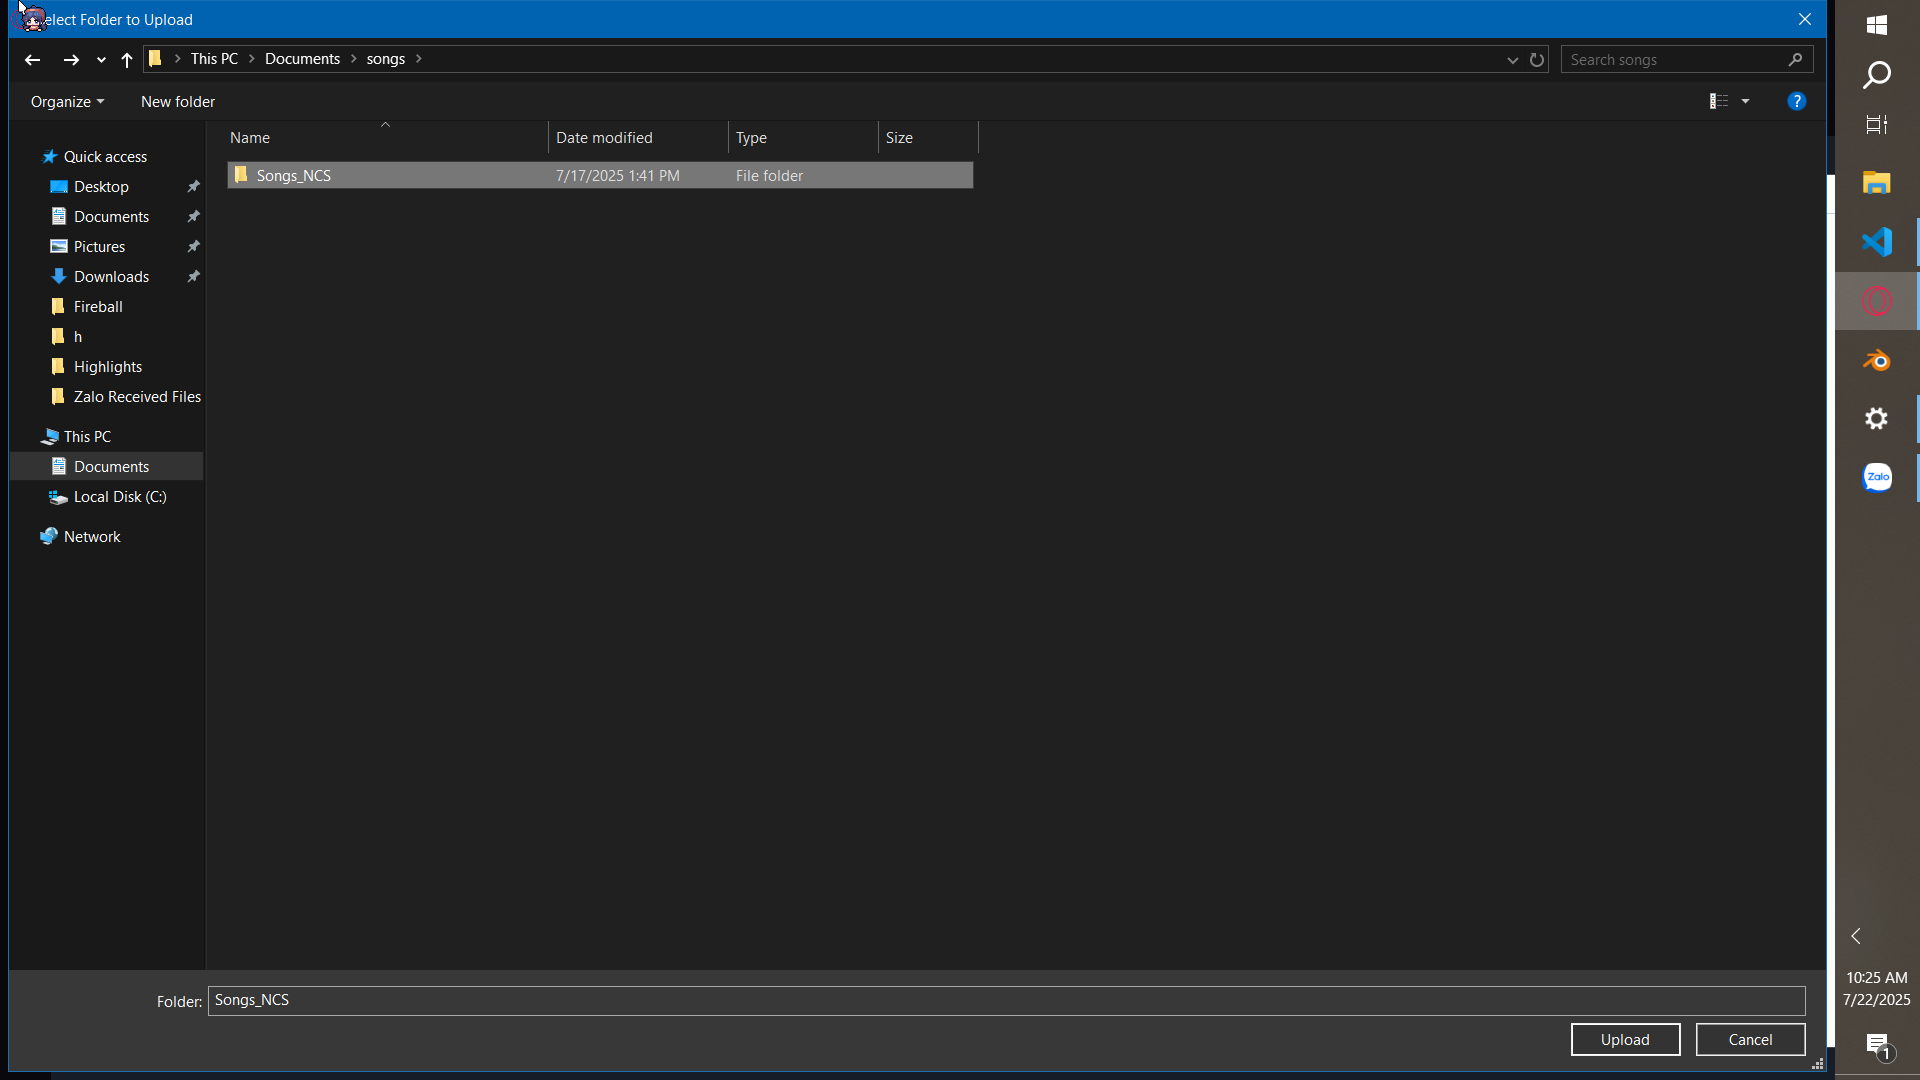 elect Folder to Upload
This PC > Documents > songs >
Search songs
Organize
New folder
?
Name
Date modified
Type
Size
Quick access
Desktop
Documents
Pictures
Downloads
Fireball
h
Highlights
Zalo Received Files
This PC
Documents
Local Disk (C:)
Network
Songs_NCS
7/17/2025 1:41 PM
File folder
Folder:
Songs_NCS
Upload
Cancel
Zalo
10:25 AM
7/22/2025
1